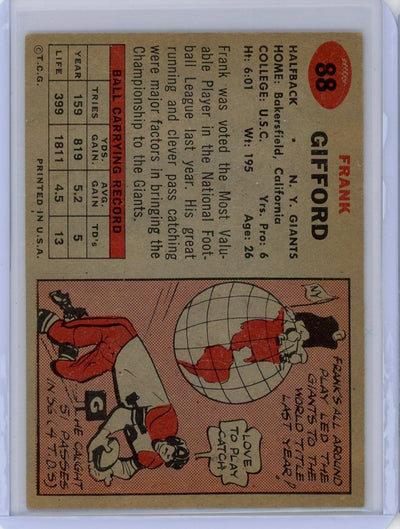 88
FRANK
GIFFORD
HALFBACK • N. Y. GIANTS
HOME: Bakersfield, California
COLLEGE: U.S.C. Yrs. Pro: 6
Ht: 6:01 Wt: 195 Age: 26
Frank was voted the Most Valu-
able Player in the National Foot-
ball League last year. His great
running and clever pass catching
were major factors in bringing the
Championship to the Giants.
BALL CARRYING RECORD
TRIES YDS. GAIN. AVG. GAIN TD's
YEAR 159 819 5.2 5
LIFE 399 1811 4.5 13
©T.C.G. PRINTED IN U.S.A.
FRANK'S ALL AROUND
PLAY LED THE
GIANTS TO THE
WORLD TITLE
LAST YEAR!
NY
I LOVE
TO PLAY
CATCH
G
HE CAUGHT
51 PASSES
IN '56 (4 T.D'S)